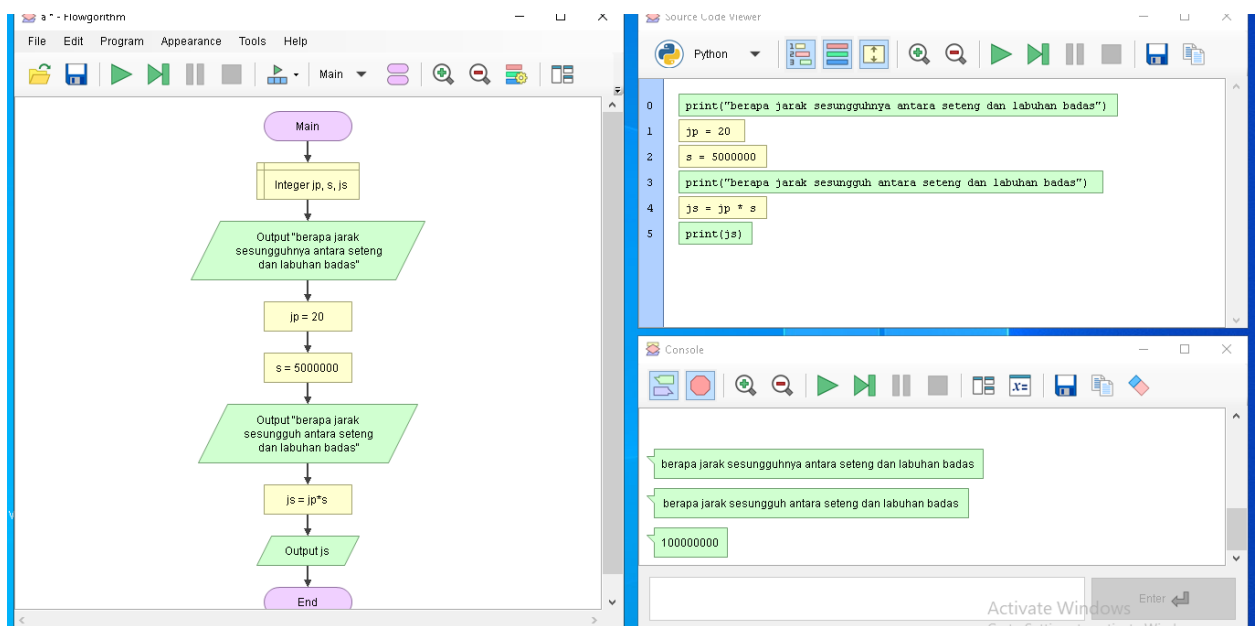 a * - Flowgorithm
File Edit Program Appearance Tools Help
Main
Main
Integer jp, s, js
Output "berapa jarak
sesungguhnya antara seteng
dan labuhan badas"
jp = 20
s = 5000000
Output "berapa jarak
sesungguh antara seteng
dan labuhan badas"
js = jp*s
Output js
End
Source Code Viewer
Python
0 print("berapa jarak sesungguhnya antara seteng dan labuhan badas")
1 jp = 20
2 s = 5000000
3 print("berapa jarak sesungguh antara seteng dan labuhan badas")
4 js = jp * s
5 print(js)
Console
berapa jarak sesungguhnya antara seteng dan labuhan badas
berapa jarak sesungguh antara seteng dan labuhan badas
100000000
Enter
Activate Windows